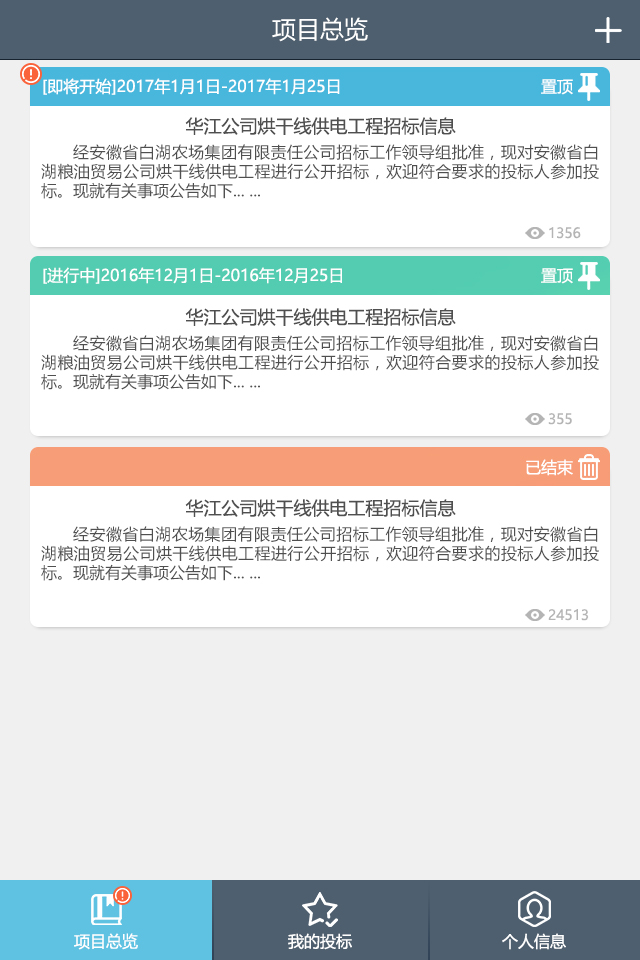 项目总览
[即将开始]2017年1月1日-2017年1月25日 置顶
华江公司烘干线供电工程招标信息
经安徽省白湖农场集团有限责任公司招标工作领导组批准，现对安徽省白
湖粮油贸易公司烘干线供电工程进行公开招标，欢迎符合要求的投标人参加投
标。现就有关事项公告如下... ...
1356
[进行中]2016年12月1日-2016年12月25日 置顶
华江公司烘干线供电工程招标信息
经安徽省白湖农场集团有限责任公司招标工作领导组批准，现对安徽省白
湖粮油贸易公司烘干线供电工程进行公开招标，欢迎符合要求的投标人参加投
标。现就有关事项公告如下... ...
355
已结束
华江公司烘干线供电工程招标信息
经安徽省白湖农场集团有限责任公司招标工作领导组批准，现对安徽省白
湖粮油贸易公司烘干线供电工程进行公开招标，欢迎符合要求的投标人参加投
标。现就有关事项公告如下... ...
24513
项目总览 我的投标 个人信息